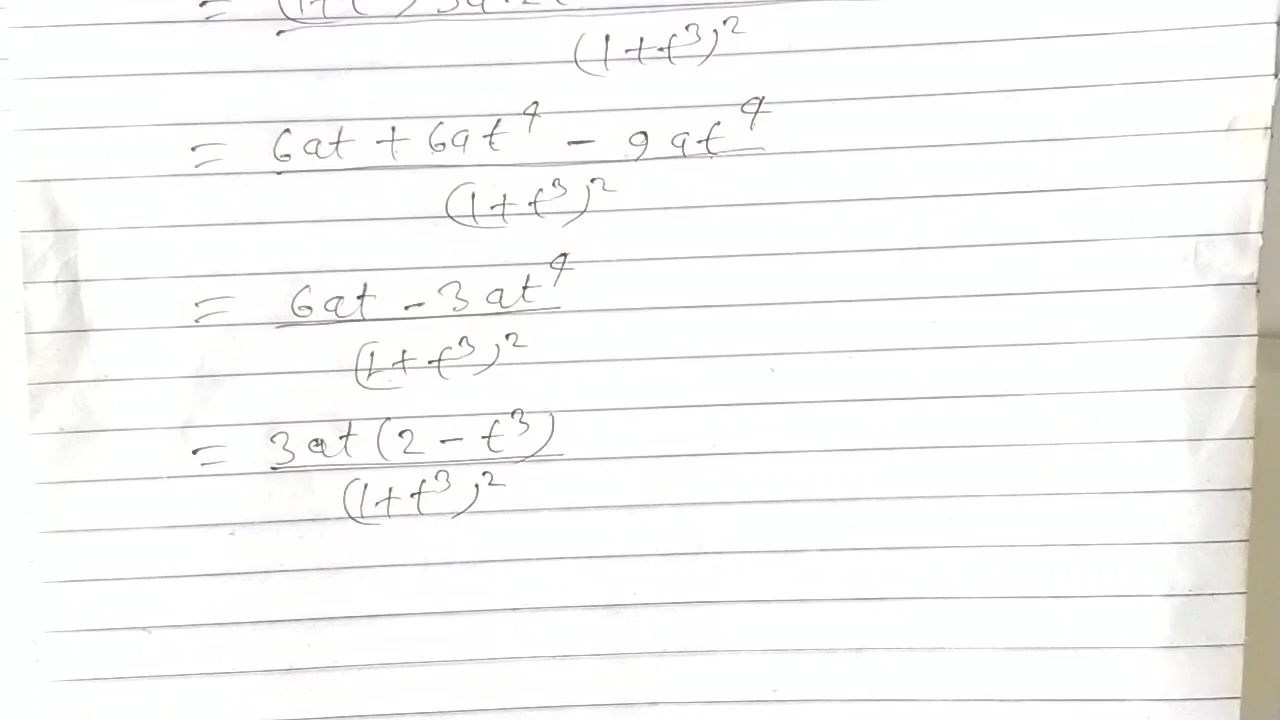 (1+t³)²
= 6at + 6at⁴ - 9at⁴
(1+t³)²
= 6at - 3at⁴
(1+t³)²
= 3at(2-t³)
(1+t³)²